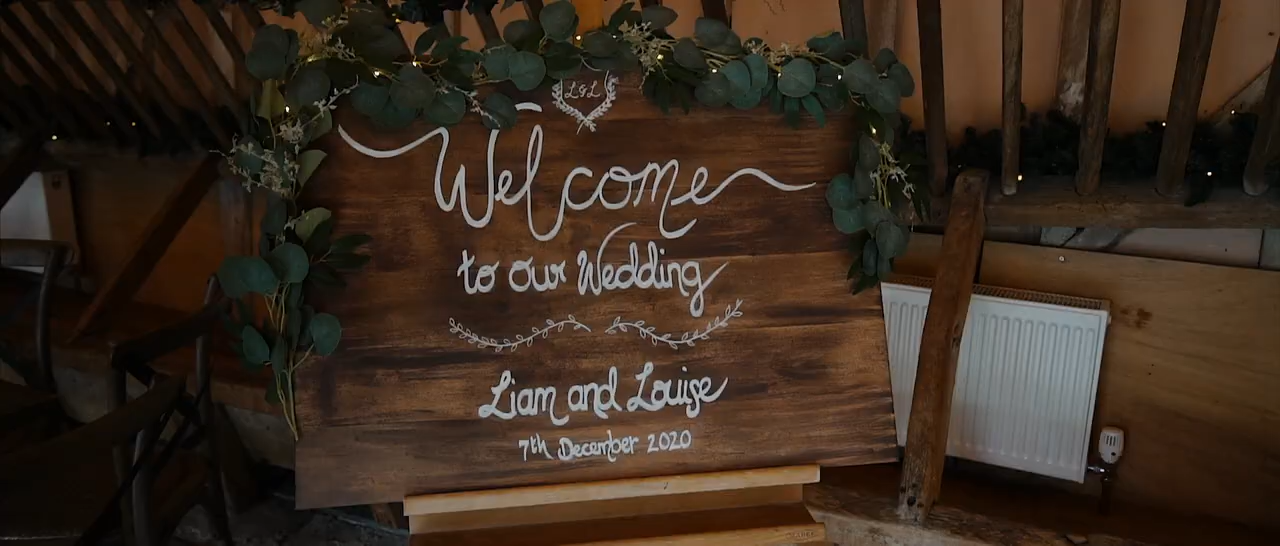 L&L
Welcome
to our Wedding
Liam and Louise
7th December 2020